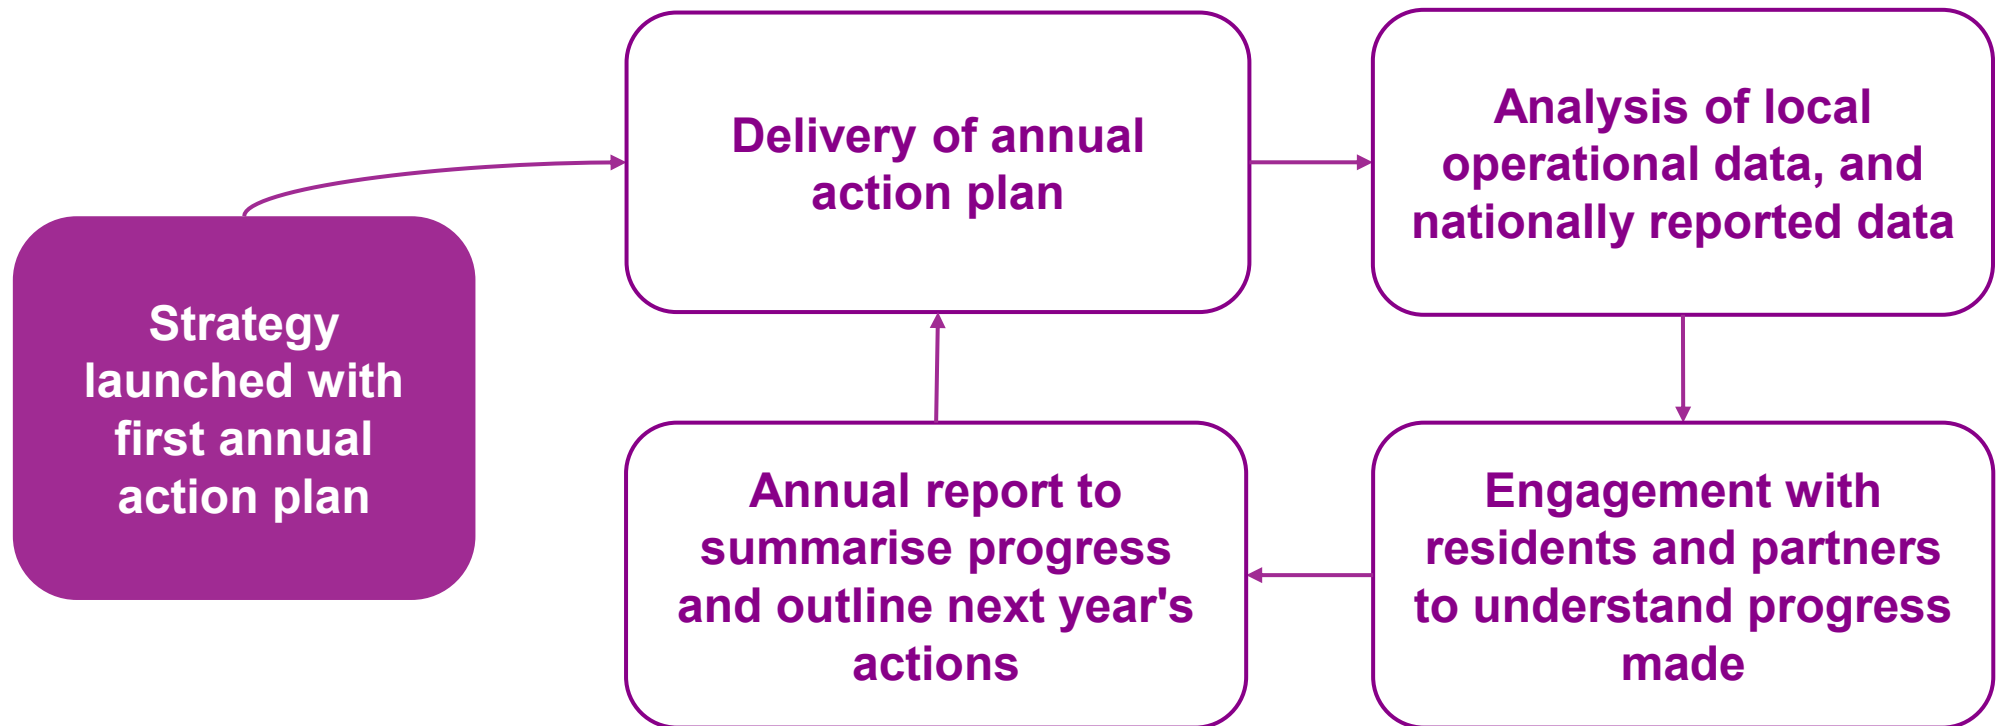 Strategy
launched with
first annual
action plan
Delivery of annual
action plan
Analysis of local
operational data, and
nationally reported data
Engagement with
residents and partners
to understand progress
made
Annual report to
summarise progress
and outline next year's
actions